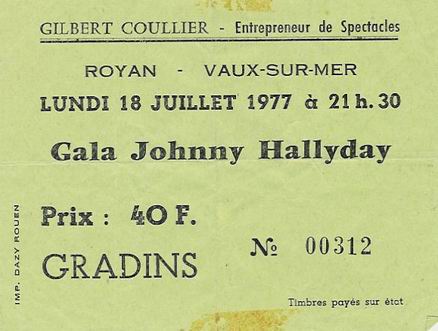 GILBERT COULLIER - Entrepreneur de Spectacles
ROYAN - VAUX-SUR-MER
LUNDI 18 JUILLET 1977 à 21h.30
Gala Johnny Hallyday
Prix : 40 F.
№ 00312
GRADINS
Timbres payés sur état
IMP. DAZY ROUEN